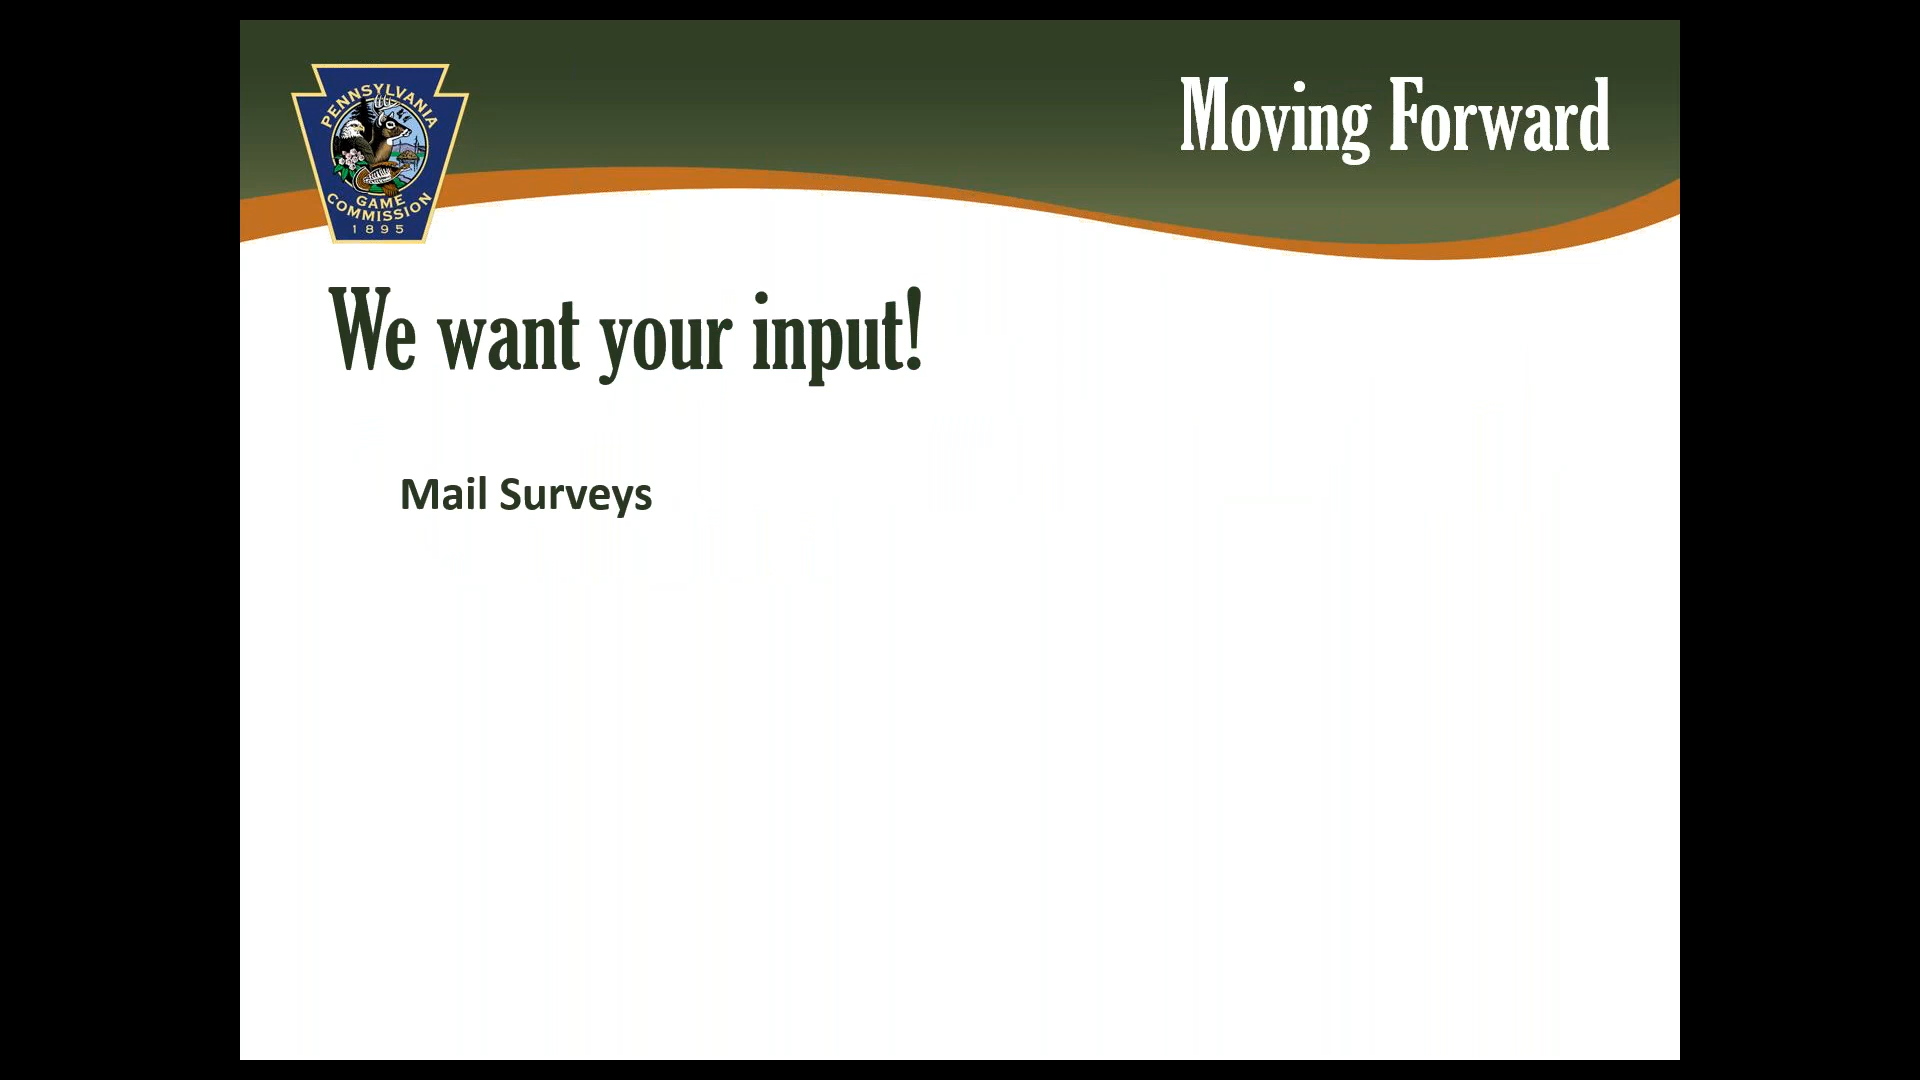 PENNSYLVANIA
GAME
COMMISSION
1895
Moving Forward
We want your input!
Mail Surveys